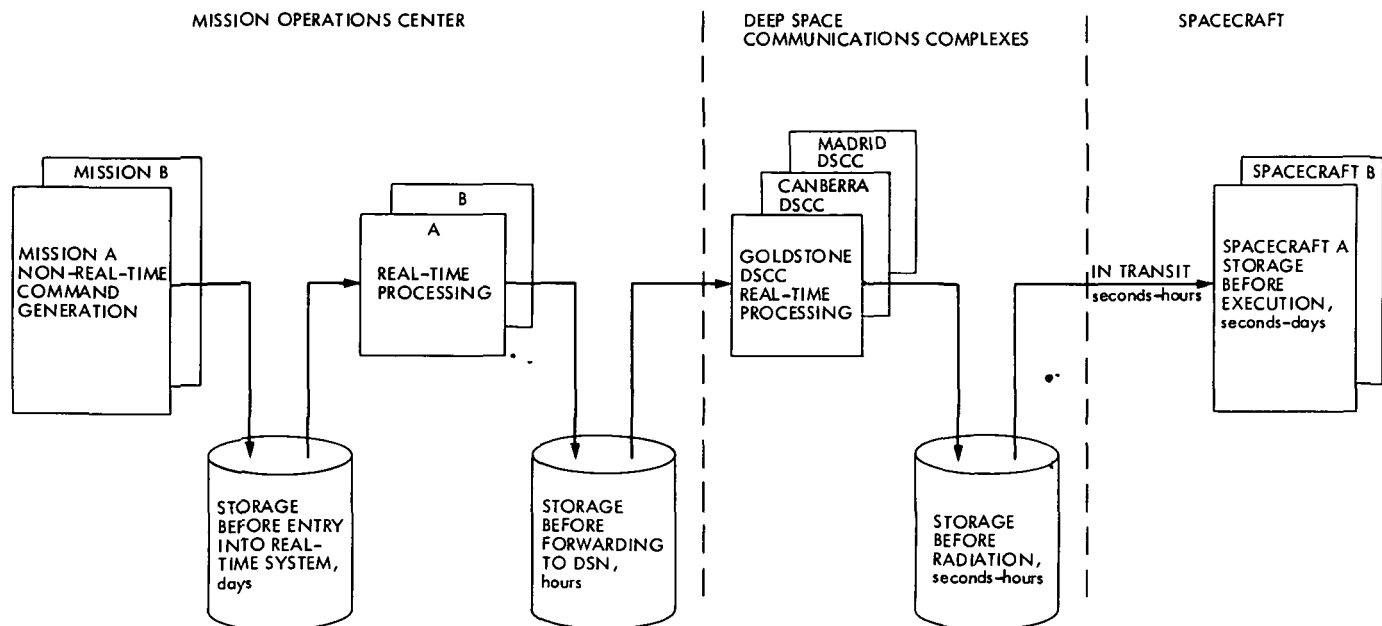 MISSION OPERATIONS CENTER
DEEP SPACE
COMMUNICATIONS COMPLEXES
SPACECRAFT
MISSION B
MISSION A
NON-REAL-TIME
COMMAND
GENERATION
B
A
REAL-TIME
PROCESSING
MADRID
DSCC
CANBERRA
DSCC
GOLDSTONE
DSCC
REAL-TIME
PROCESSING
IN TRANSIT
seconds-hours
SPACECRAFT B
SPACECRAFT A
STORAGE
BEFORE
EXECUTION,
seconds-days
STORAGE
BEFORE ENTRY
INTO REAL-
TIME SYSTEM,
days
STORAGE
BEFORE
FORWARDING
TO DSN,
hours
STORAGE
BEFORE
RADIATION,
seconds-hours